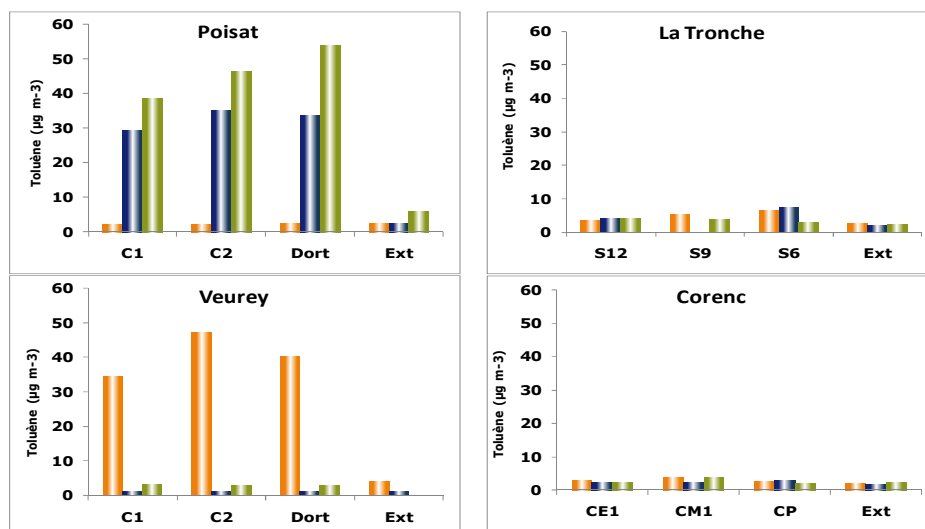 Poisat
Toluène (µg m-3)
60
50
40
30
20
10
0
C1 C2 Dort Ext
La Tronche
Toluène (µg m-3)
60
50
40
30
20
10
0
S12 S9 S6 Ext
Veurey
Toluène (µg m-3)
60
50
40
30
20
10
0
C1 C2 Dort Ext
Corenc
Toluène (µg m-3)
60
50
40
30
20
10
0
CE1 CM1 CP Ext